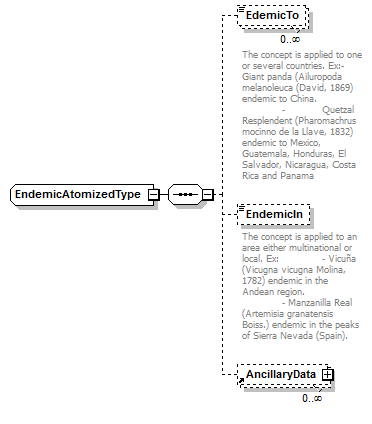 EdemicTo
0..∞
The concept is applied to one
or several countries. Ex:-
Giant panda (Ailuropoda
melanoleuca (David, 1869)
endemic to China.
- Quetzal
Resplendent (Pharomachrus
mocinno de la Llave, 1832)
endemic to Mexico,
Guatemala, Honduras, El
Salvador, Nicaragua, Costa
Rica and Panama
EndemicAtomizedType
EndemicIn
The concept is applied to an
area either multinational or
local. Ex: - Vicuña
(Vicugna vicugna Molina,
1782) endemic in the
Andean region.
- Manzanilla Real
(Artemisia granatensis
Boiss.) endemic in the peaks
of Sierra Nevada (Spain).
AncillaryData
0..∞